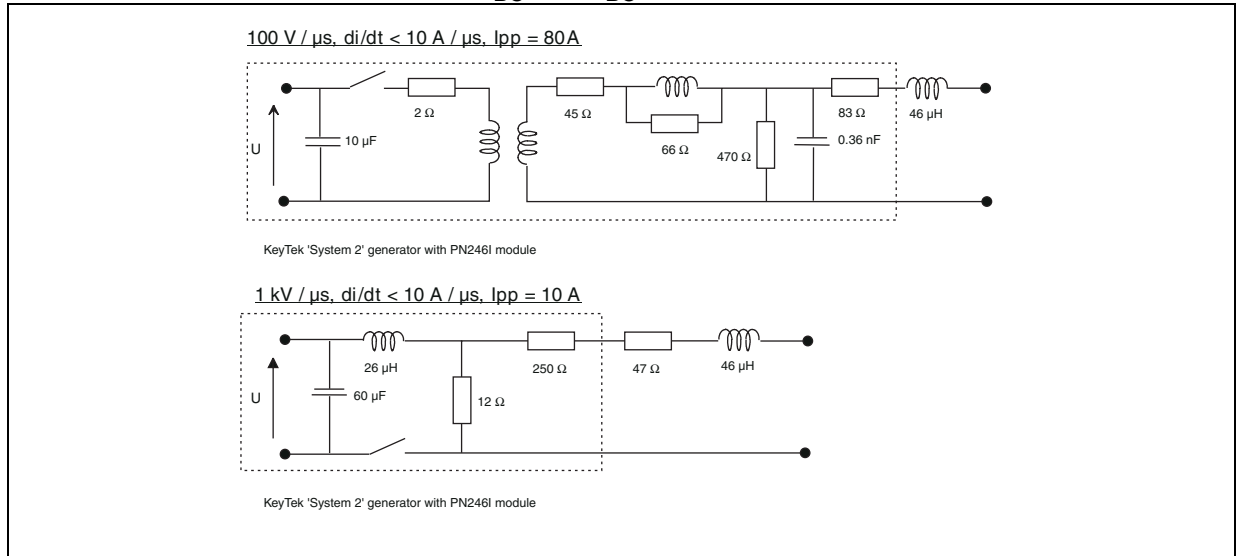 100 V / µs, di/dt < 10 A / µs, Ipp = 80A
2 Ω
45 Ω
83 Ω
46 µH
U
10 µF
66 Ω
470 Ω
0.36 nF
KeyTek 'System 2' generator with PN246I module
1 kV / µs, di/dt < 10 A / µs, Ipp = 10 A
26 µH
250 Ω
47 Ω
46 µH
U
60 µF
12 Ω
KeyTek 'System 2' generator with PN246I module